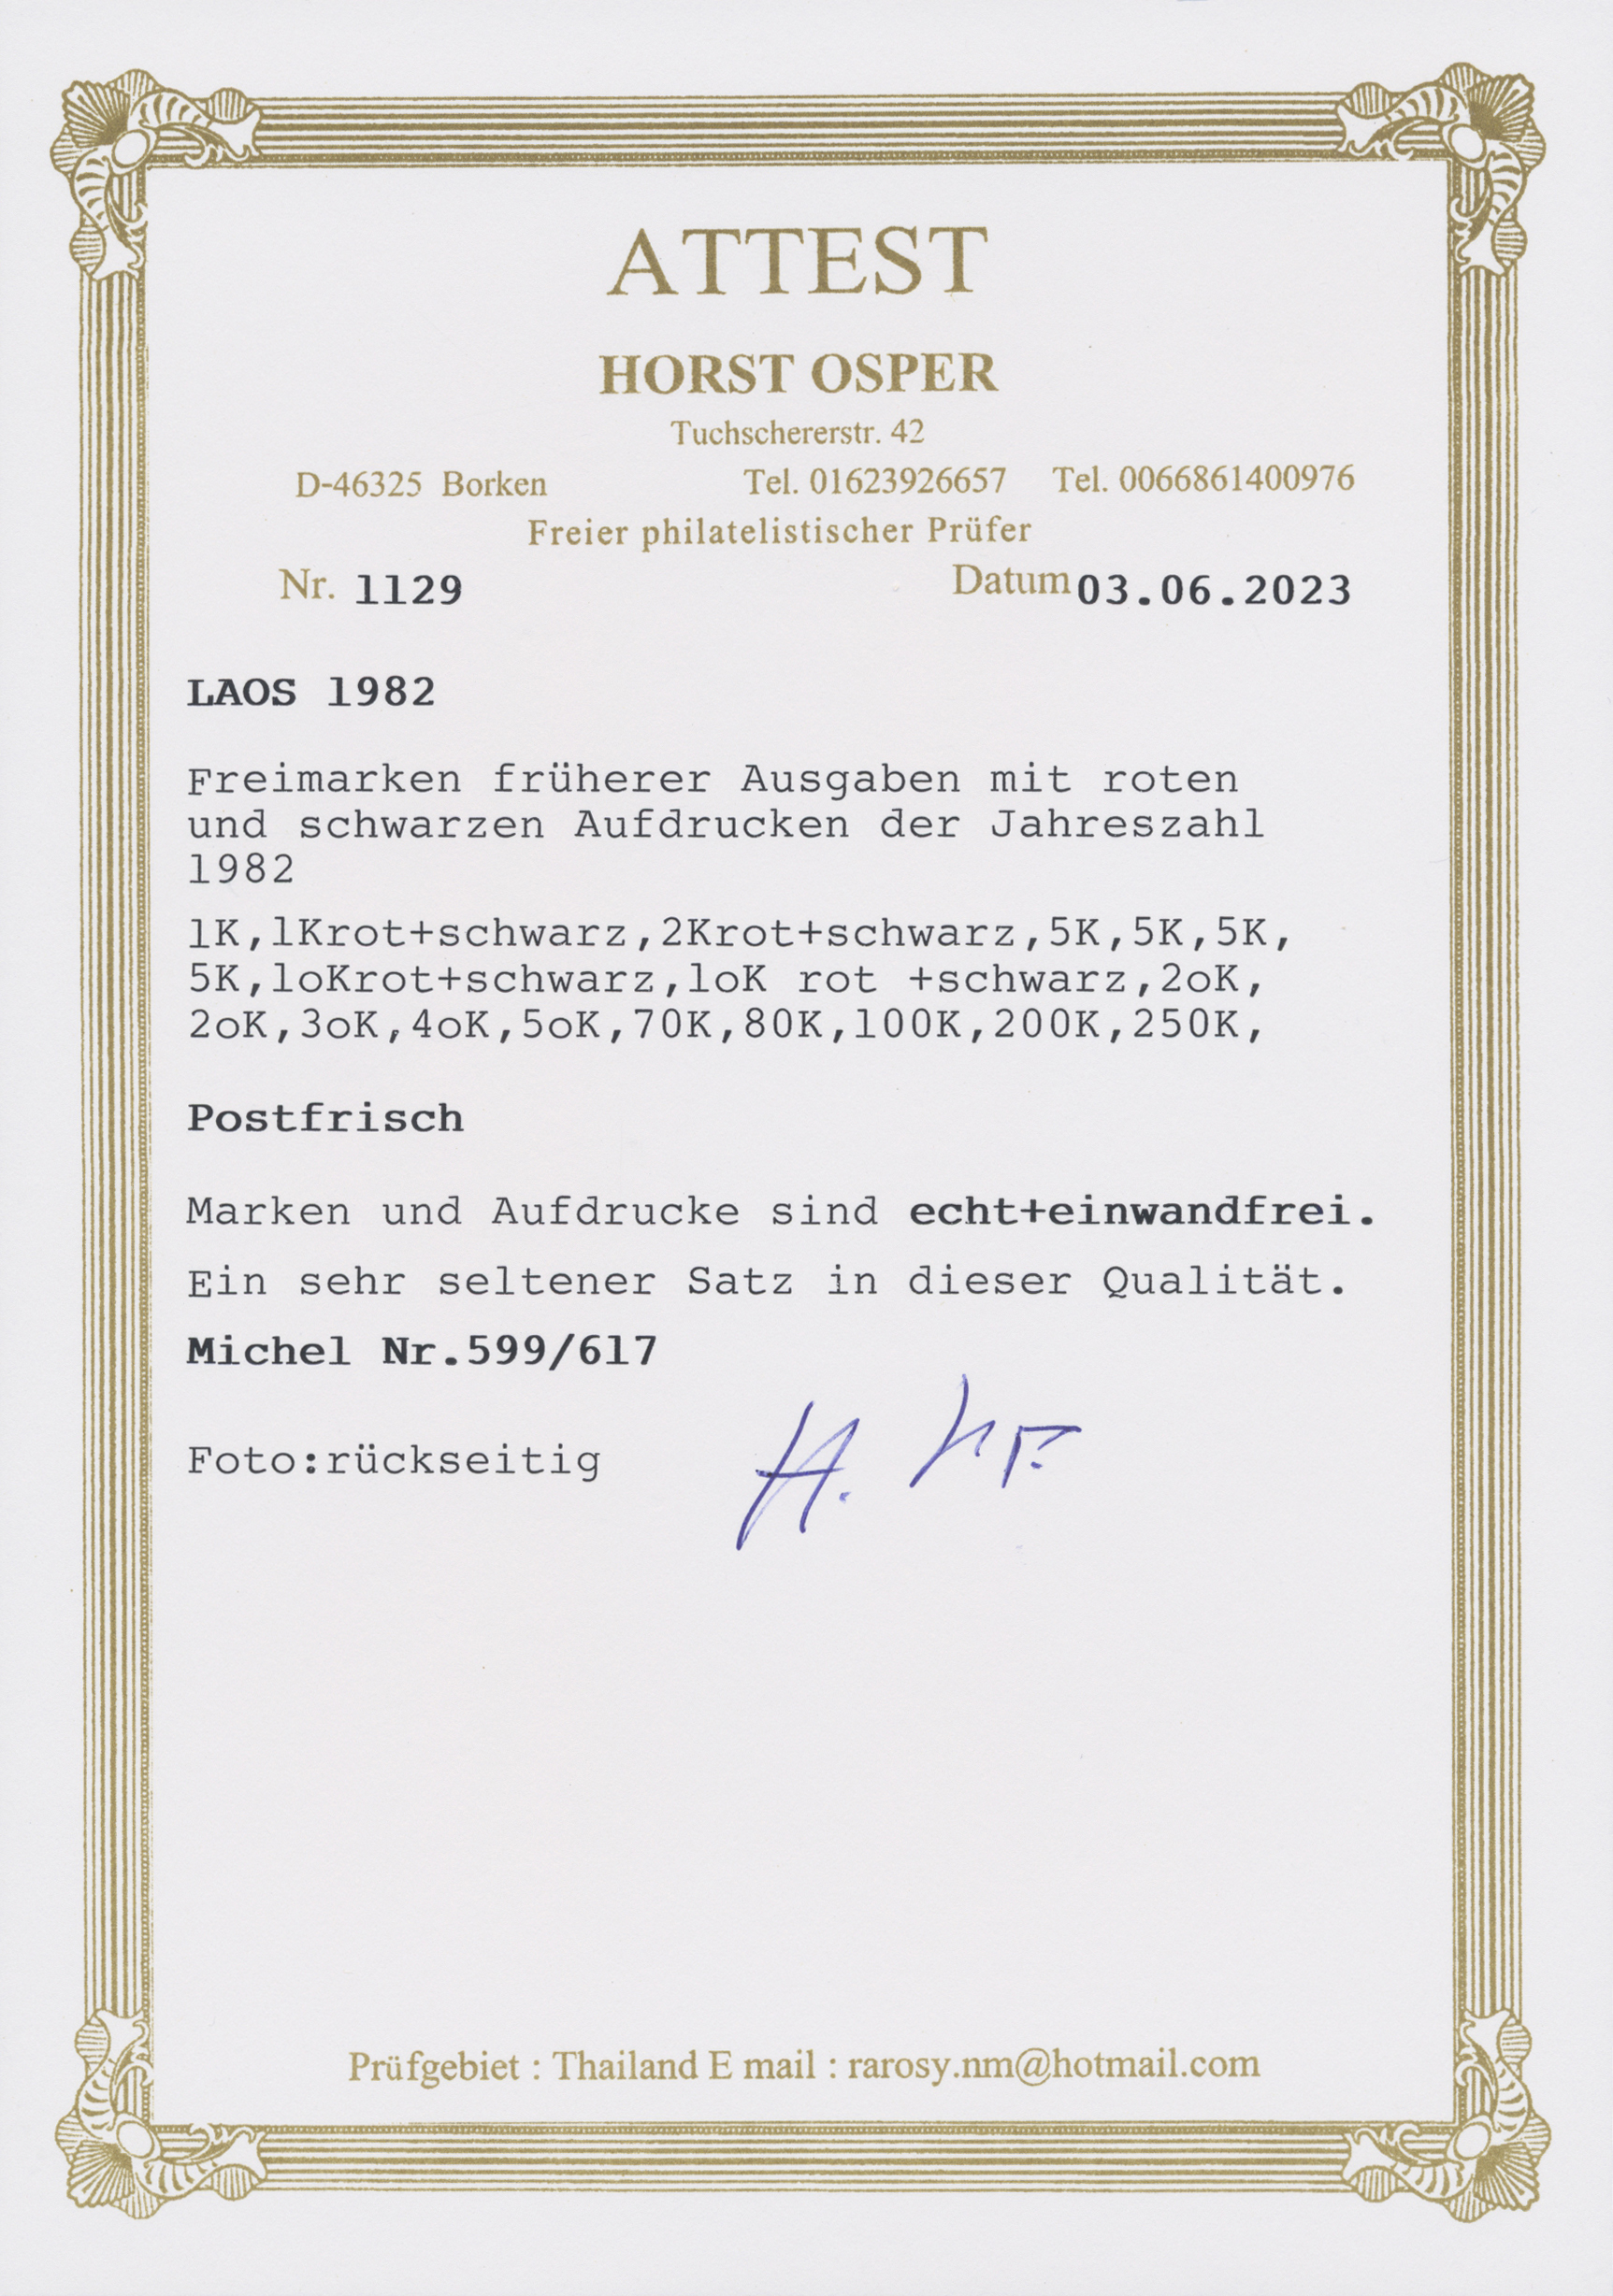 ATTEST
HORST OSPER
Tuchschererstr. 42
D-46325 Borken Tel. 01623926657 Tel. 0066861400976
Freier philatelistischer Prüfer
Nr. 1129 Datum 03.06.2023
LAOS 1982
Freimarken früherer Ausgaben mit roten
und schwarzen Aufdrucken der Jahreszahl
1982
1K,1Krot+schwarz,2Krot+schwarz,5K,5K,5K,
5K,loKrot+schwarz,loK rot +schwarz,2oK,
2oK,3oK,4oK,5oK,70K,80K,100K,200K,250K,
Postfrisch
Marken und Aufdrucke sind echt+einwandfrei.
Ein sehr seltener Satz in dieser Qualität.
Michel Nr.599/617
Foto:rückseitig
Prüfgebiet : Thailand E mail : rarosy.nm@hotmail.com